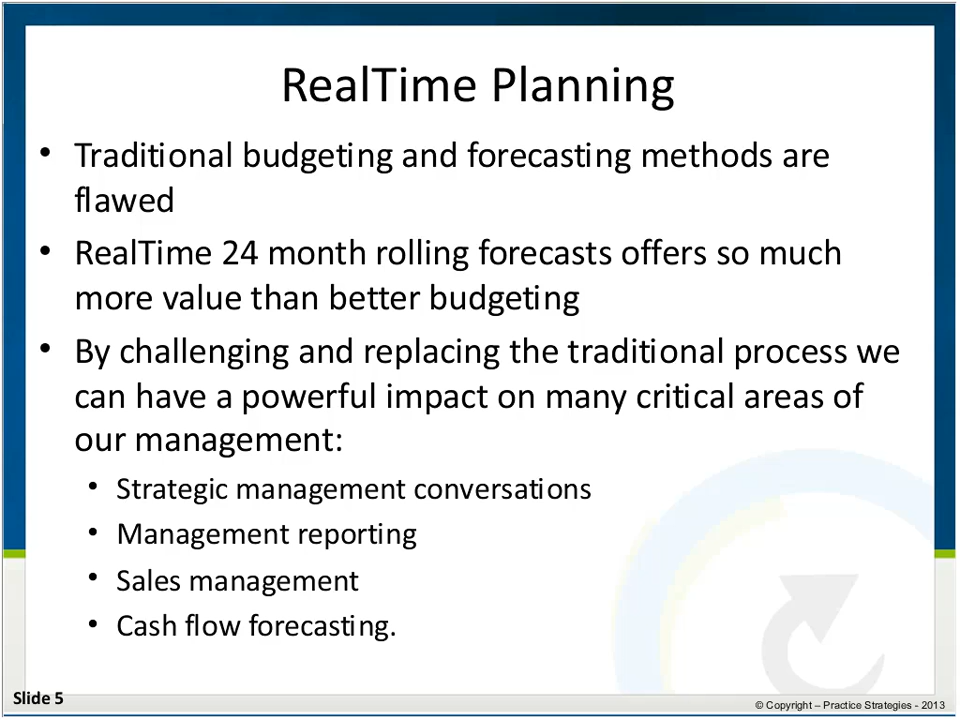 RealTime Planning
• Traditional budgeting and forecasting methods are
flawed
• RealTime 24 month rolling forecasts offers so much
more value than better budgeting
• By challenging and replacing the traditional process we
can have a powerful impact on many critical areas of
our management:
• Strategic management conversations
• Management reporting
• Sales management
• Cash flow forecasting.
Slide 5
© Copyright – Practice Strategies - 2013